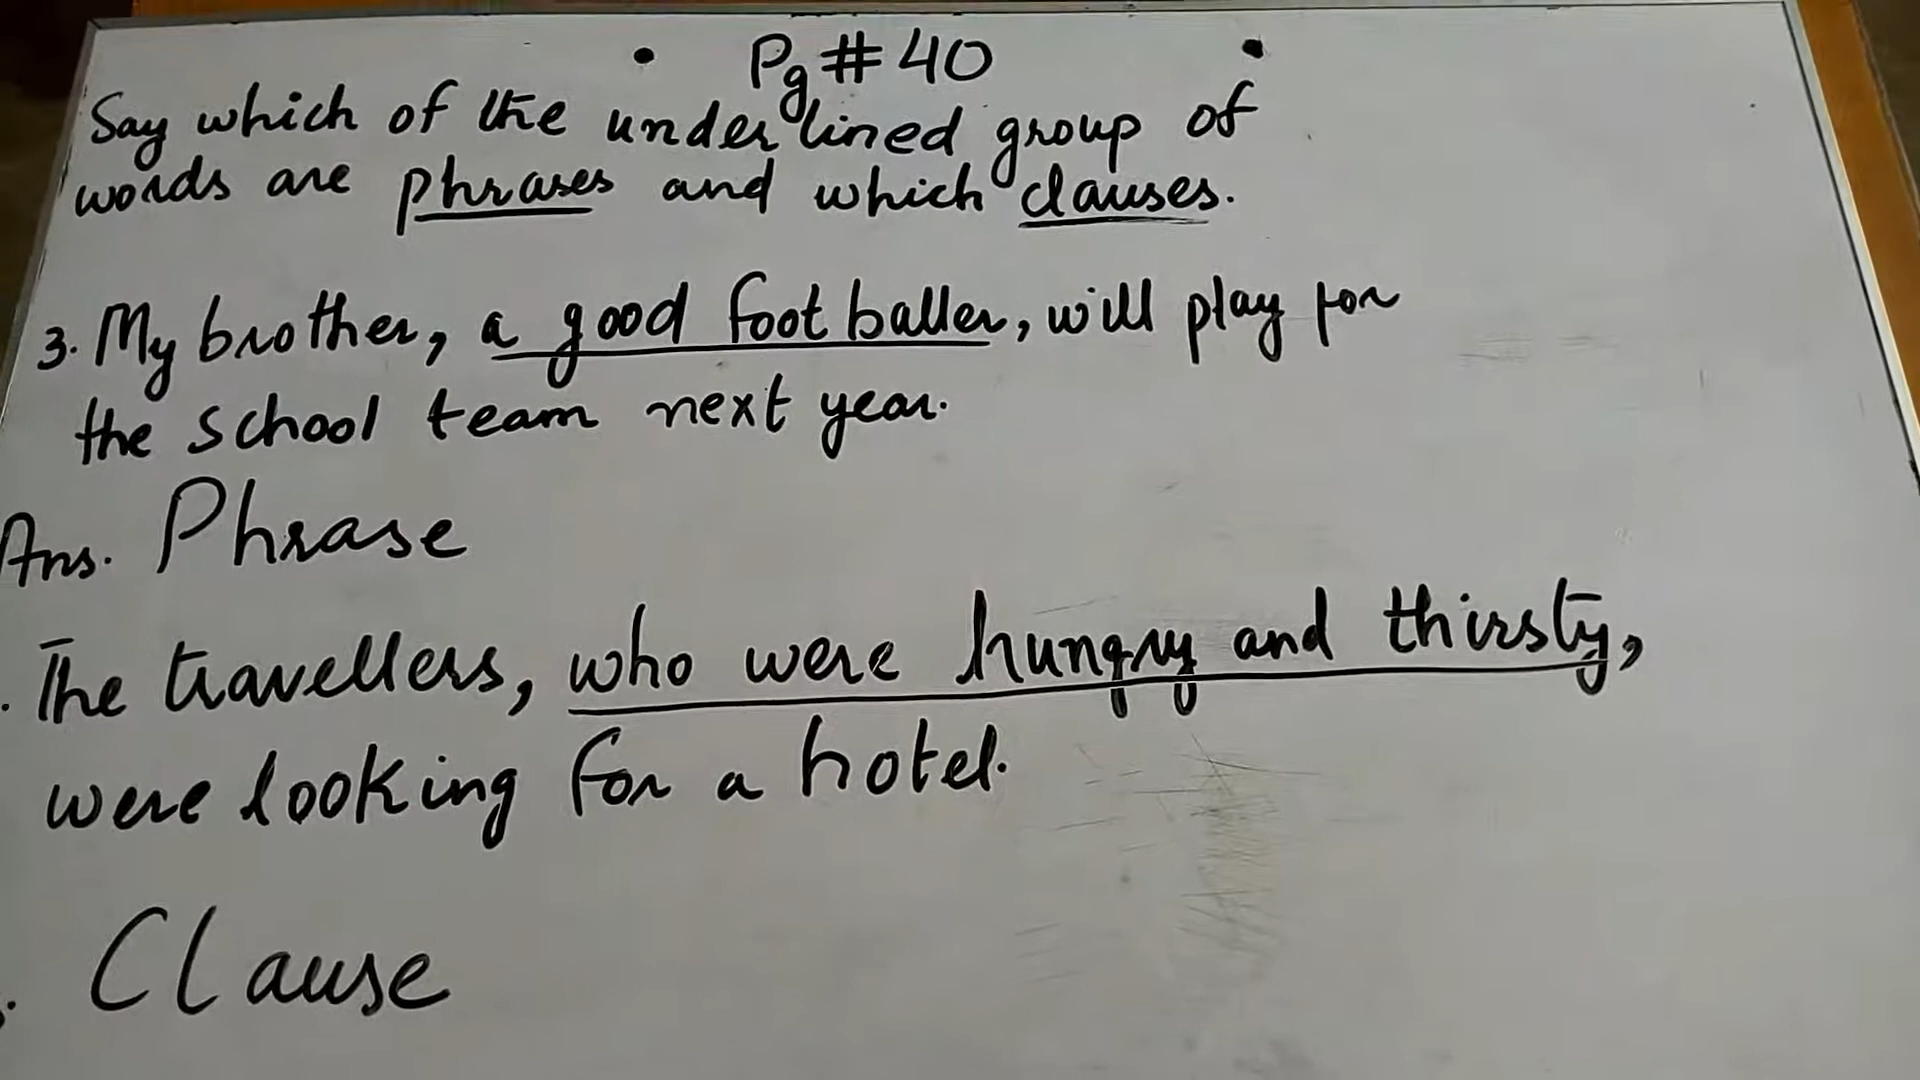 Pg # 40
Say which of the underlined group of
words are phrases and which clauses.
3. My brother, a good foot baller, will play for
the school team next year.
Ans. Phrase
. The travellers, who were hungry and thirsty,
were looking for a hotel.
. Clause